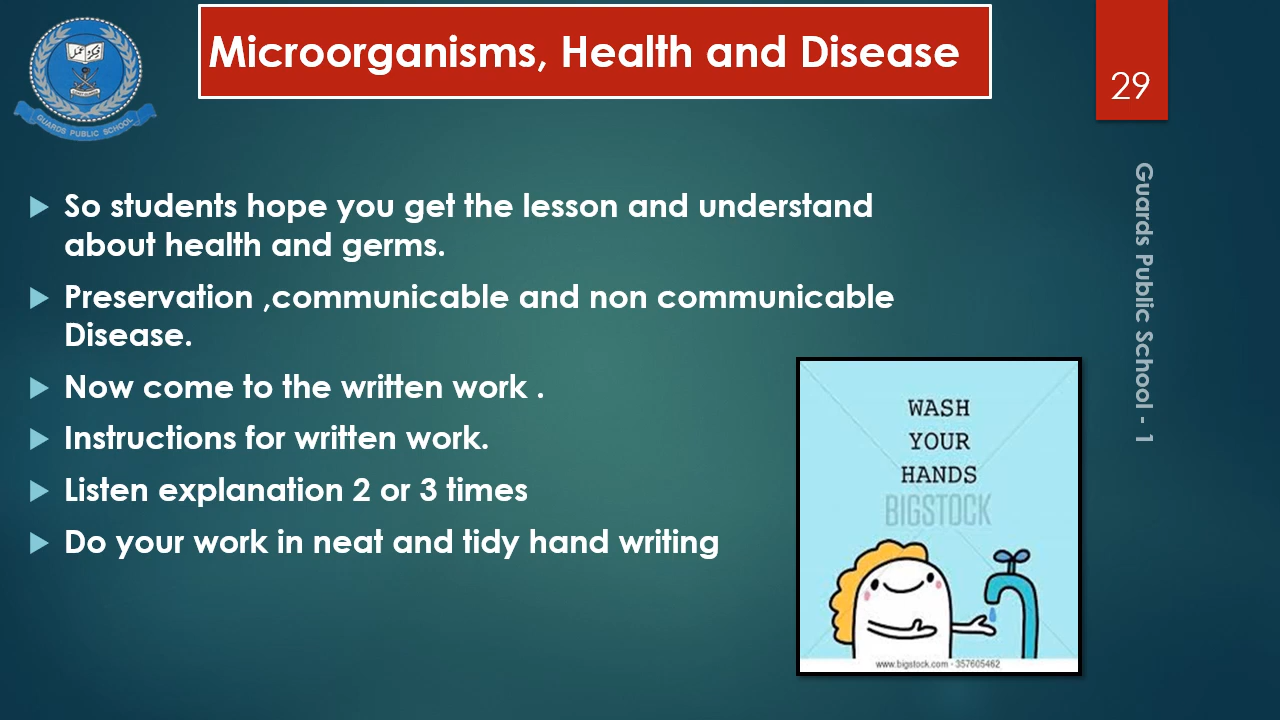 Microorganisms, Health and Disease
29
GUARDS PUBLIC SCHOOL
Guards Public School - 1
So students hope you get the lesson and understand
about health and germs.
Preservation ,communicable and non communicable
Disease.
Now come to the written work .
Instructions for written work.
Listen explanation 2 or 3 times
Do your work in neat and tidy hand writing
WASH
YOUR
HANDS
BIGSTOCK
www.bigstock.com - 357605462